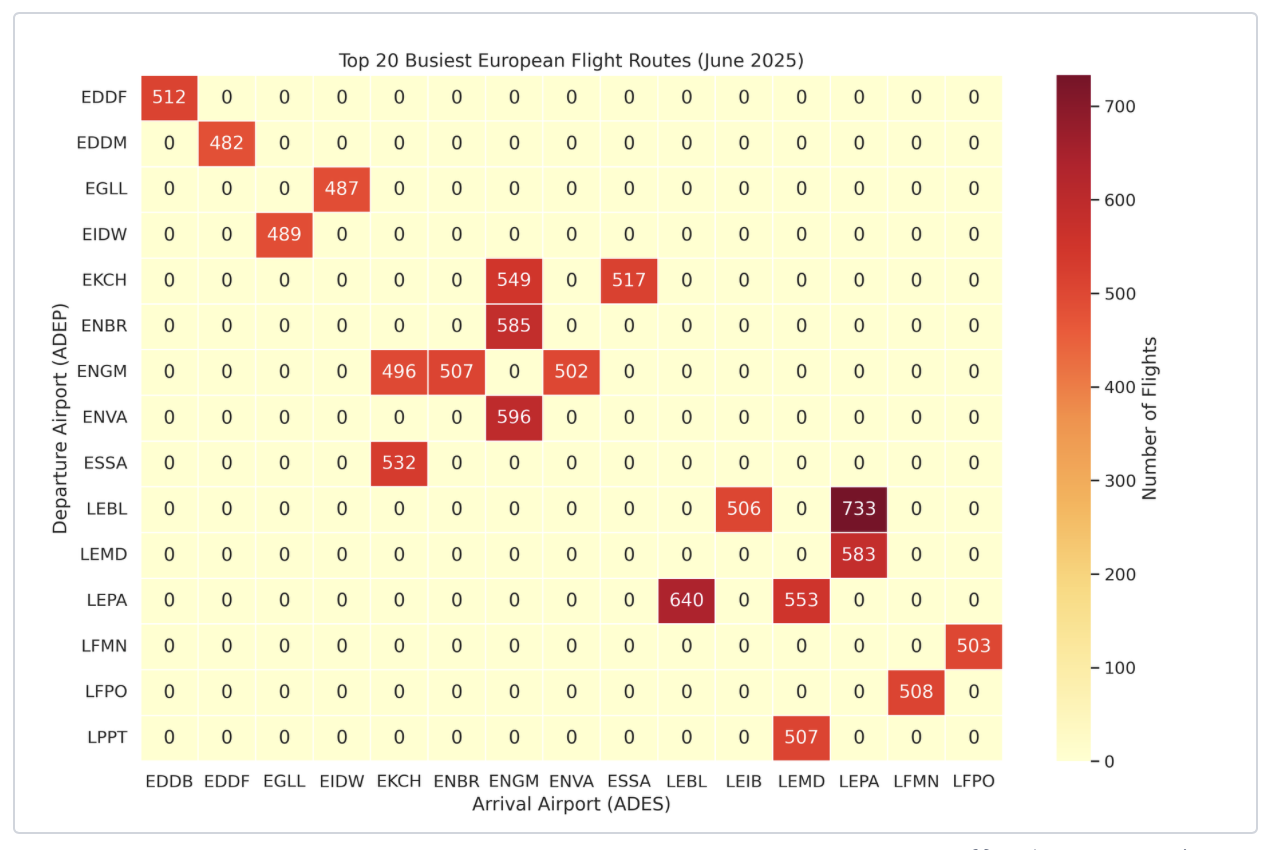 Top 20 Busiest European Flight Routes (June 2025)
EDDF 512 0 0 0 0 0 0 0 0 0 0 0 0 0 0
EDDM 0 482 0 0 0 0 0 0 0 0 0 0 0 0 0
EGLL 0 0 0 487 0 0 0 0 0 0 0 0 0 0 0
EIDW 0 0 489 0 0 0 0 0 0 0 0 0 0 0 0
EKCH 0 0 0 0 0 0 549 0 517 0 0 0 0 0 0
ENBR 0 0 0 0 0 0 585 0 0 0 0 0 0 0 0
ENGM 0 0 0 0 496 507 0 502 0 0 0 0 0 0 0
ENVA 0 0 0 0 0 0 596 0 0 0 0 0 0 0 0
ESSA 0 0 0 0 532 0 0 0 0 0 0 0 0 0 0
LEBL 0 0 0 0 0 0 0 0 0 0 506 0 733 0 0
LEMD 0 0 0 0 0 0 0 0 0 0 0 0 583 0 0
LEPA 0 0 0 0 0 0 0 0 0 640 0 553 0 0 0
LFMN 0 0 0 0 0 0 0 0 0 0 0 0 0 0 503
LFPO 0 0 0 0 0 0 0 0 0 0 0 0 0 508 0
LPPT 0 0 0 0 0 0 0 0 0 0 0 507 0 0 0
EDDB EDDF EGLL EIDW EKCH ENBR ENGM ENVA ESSA LEBL LEIB LEMD LEPA LFMN LFPO
Arrival Airport (ADES)
Departure Airport (ADEP)
700
600
500
400
300
200
100
0
Number of Flights